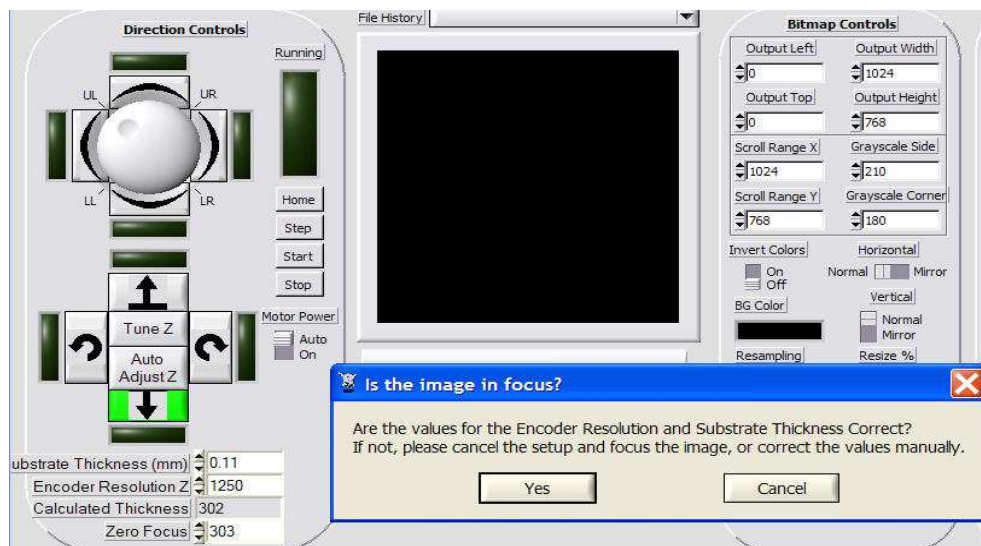 File History
Direction Controls
Running
UL
UR
LL
LR
Home
Step
Start
Stop
Tune Z
Auto
Adjust Z
Motor Power
Auto
On
ubstrate Thickness (mm) 0.11
Encoder Resolution Z 1250
Calculated Thickness 302
Zero Focus 303
Bitmap Controls
Output Left Output Width
0 1024
Output Top Output Height
0 768
Scroll Range X Grayscale Side
1024 210
Scroll Range Y Grayscale Corner
768 180
Invert Colors Horizontal
On
Off
Normal Mirror
BG Color
Vertical
Normal
Mirror
Resampling Resize %
Is the image in focus?
Are the values for the Encoder Resolution and Substrate Thickness Correct?
If not, please cancel the setup and focus the image, or correct the values manually.
Yes Cancel